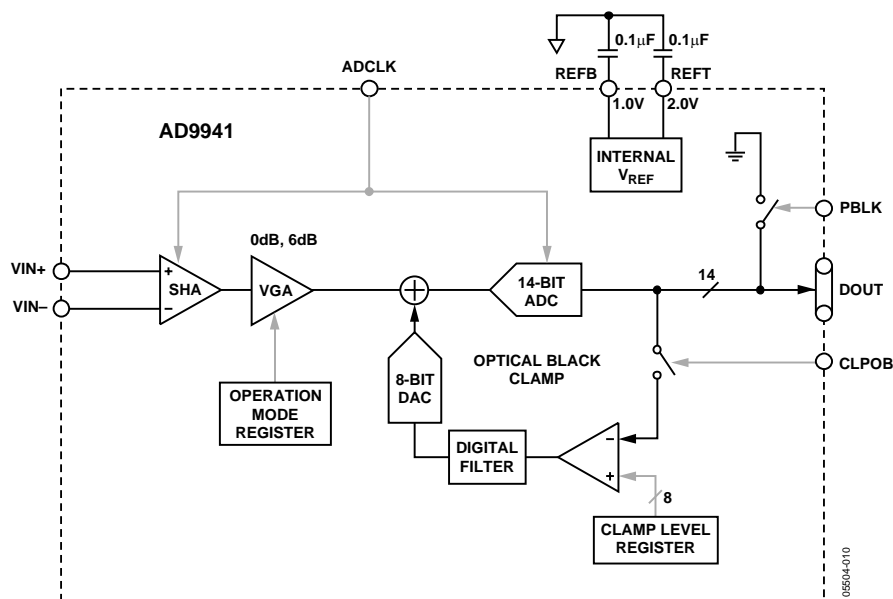 0.1µF
0.1µF
ADCLK
REFB
REFT
1.0V
2.0V
AD9941
INTERNAL
VREF
PBLK
0dB, 6dB
VIN+
VIN–
+
–
SHA
VGA
14-BIT
ADC
14
DOUT
OPTICAL BLACK
CLAMP
CLPOB
8-BIT
DAC
OPERATION
MODE
REGISTER
DIGITAL
FILTER
–
+
8
CLAMP LEVEL
REGISTER
05504-010